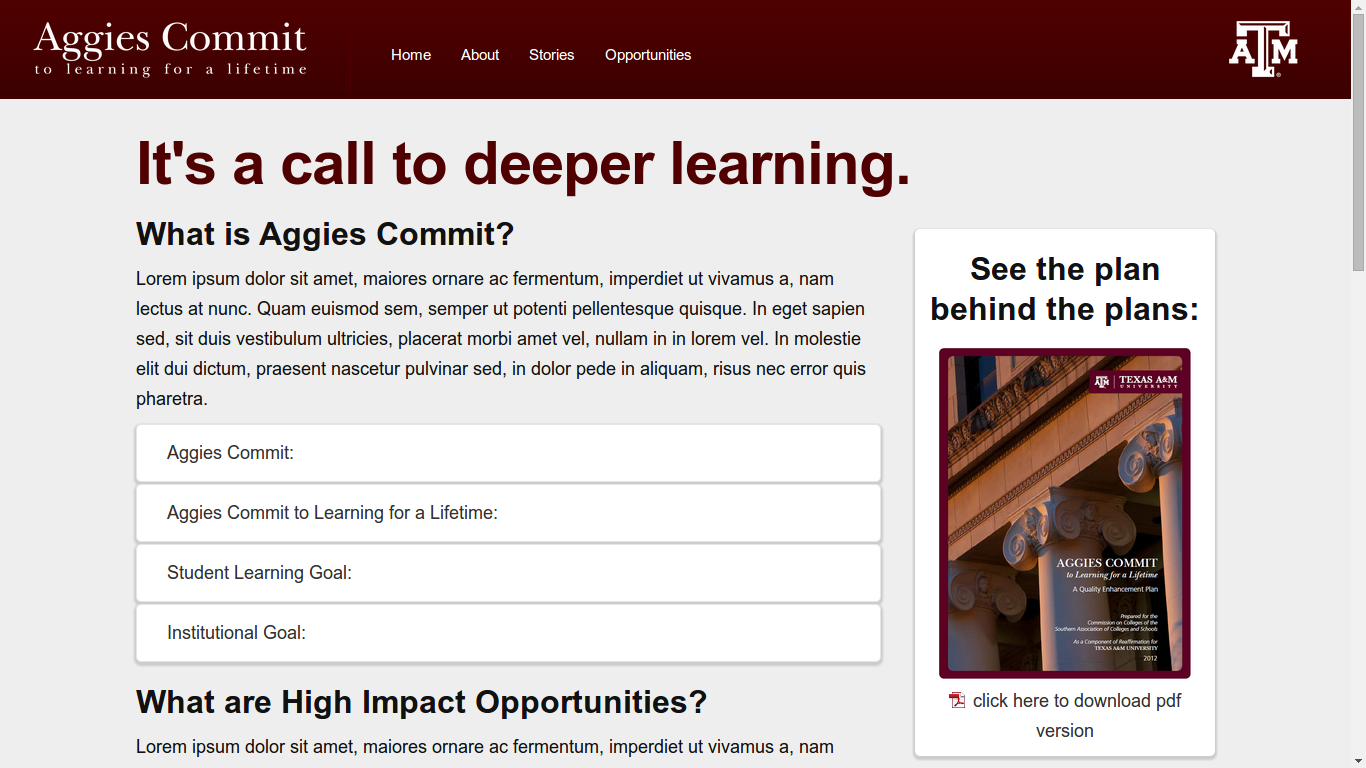 Aggies Commit
to learning for a lifetime
Home About Stories Opportunities
ATM
It's a call to deeper learning.
What is Aggies Commit?
Lorem ipsum dolor sit amet, maiores ornare ac fermentum, imperdiet ut vivamus a, nam
lectus at nunc. Quam euismod sem, semper ut potenti pellentesque quisque. In eget sapien
sed, sit duis vestibulum ultricies, placerat morbi amet vel, nullam in in lorem vel. In molestie
elit dui dictum, praesent nascetur pulvinar sed, in dolor pede in aliquam, risus nec error quis
pharetra.
Aggies Commit:
Aggies Commit to Learning for a Lifetime:
Student Learning Goal:
Institutional Goal:
What are High Impact Opportunities?
Lorem ipsum dolor sit amet, maiores ornare ac fermentum, imperdiet ut vivamus a, nam
See the plan
behind the plans:
ATM
TEXAS A&M
UNIVERSITY
AGGIES COMMIT
to Learning for a Lifetime
A Quality Enhancement Plan
Prepared for the
Commission on Colleges of the
Southern Association of Colleges and Schools
As a Component of Reaffirmation for
TEXAS A&M UNIVERSITY
2012
click here to download pdf
version